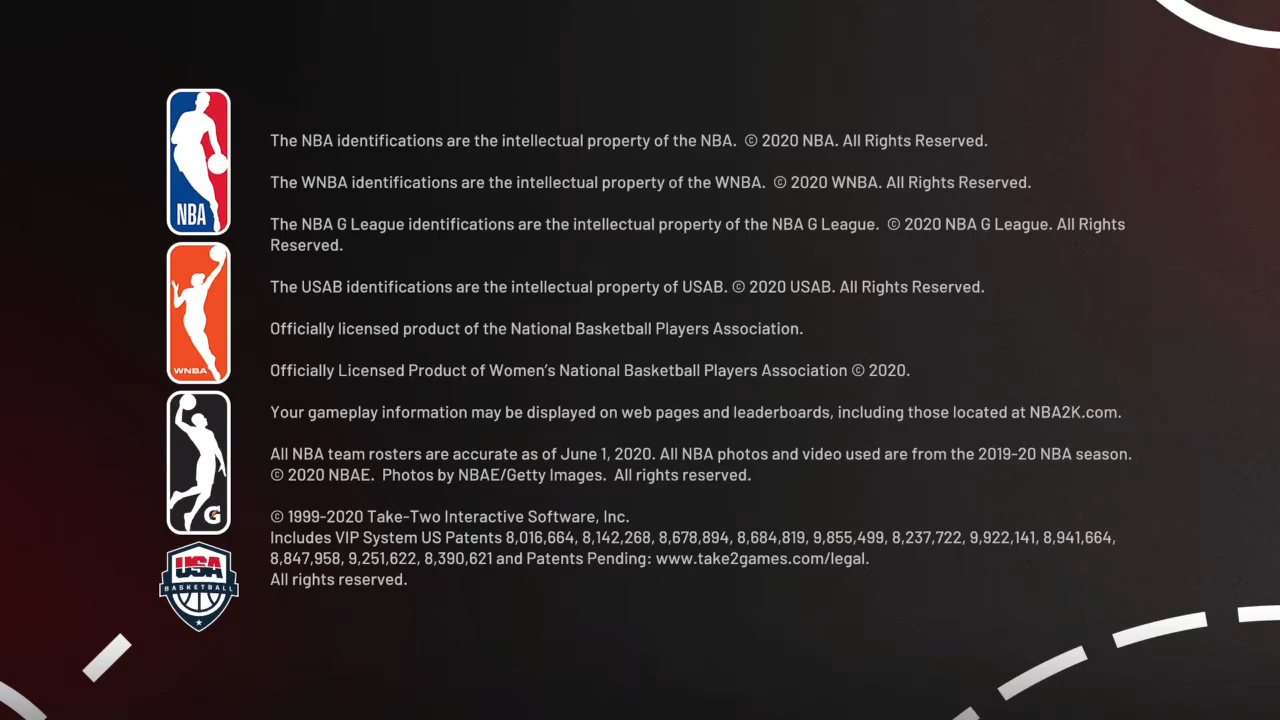 The NBA identifications are the intellectual property of the NBA. © 2020 NBA. All Rights Reserved.
The WNBA identifications are the intellectual property of the WNBA. © 2020 WNBA. All Rights Reserved.
The NBA G League identifications are the intellectual property of the NBA G League. © 2020 NBA G League. All Rights
Reserved.
The USAB identifications are the intellectual property of USAB. © 2020 USAB. All Rights Reserved.
Officially licensed product of the National Basketball Players Association.
Officially Licensed Product of Women's National Basketball Players Association © 2020.
Your gameplay information may be displayed on web pages and leaderboards, including those located at NBA2K.com.
All NBA team rosters are accurate as of June 1, 2020. All NBA photos and video used are from the 2019-20 NBA season.
© 2020 NBAE. Photos by NBAE/Getty Images. All rights reserved.
© 1999-2020 Take-Two Interactive Software, Inc.
Includes VIP System US Patents 8,016,664, 8,142,268, 8,678,894, 8,684,819, 9,855,499, 8,237,722, 9,922,141, 8,941,664,
8,847,958, 9,251,622, 8,390,621 and Patents Pending: www.take2games.com/legal.
All rights reserved.
NBA
WNBA
G
USA
BASKETBALL